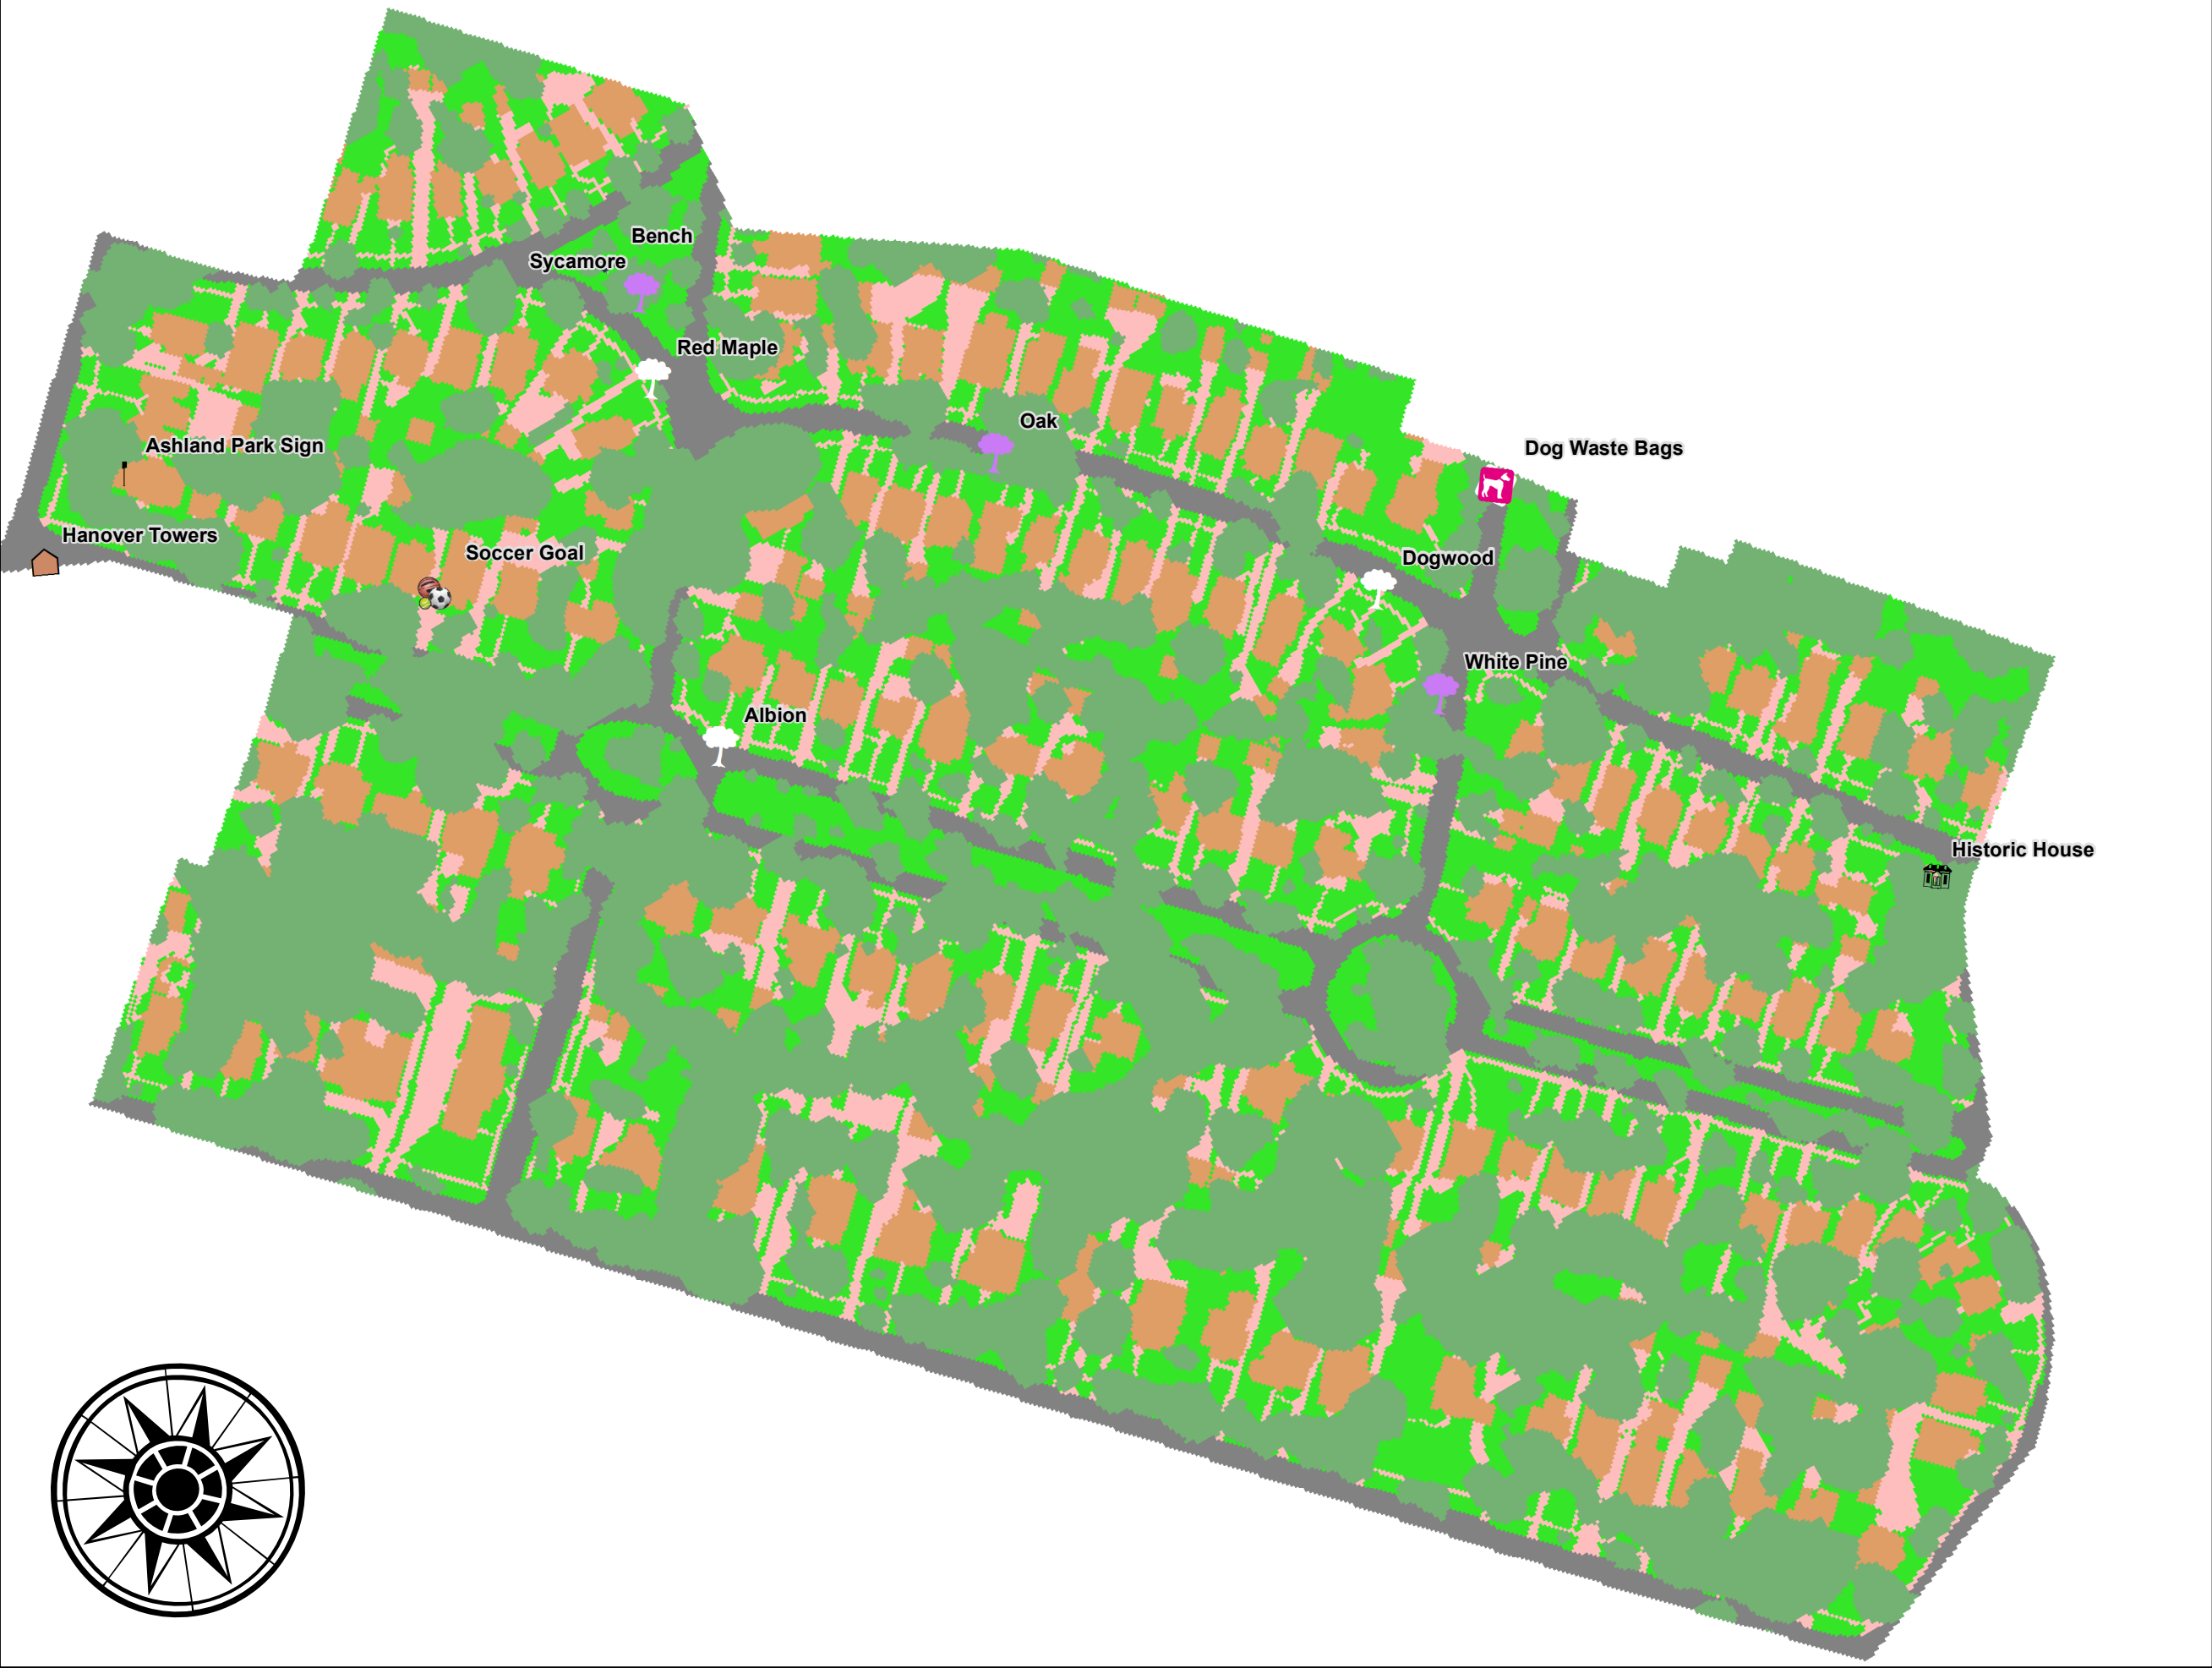 Bench
Sycamore
Red Maple
Oak
Ashland Park Sign
Dog Waste Bags
Hanover Towers
Soccer Goal
Dogwood
White Pine
Albion
Historic House